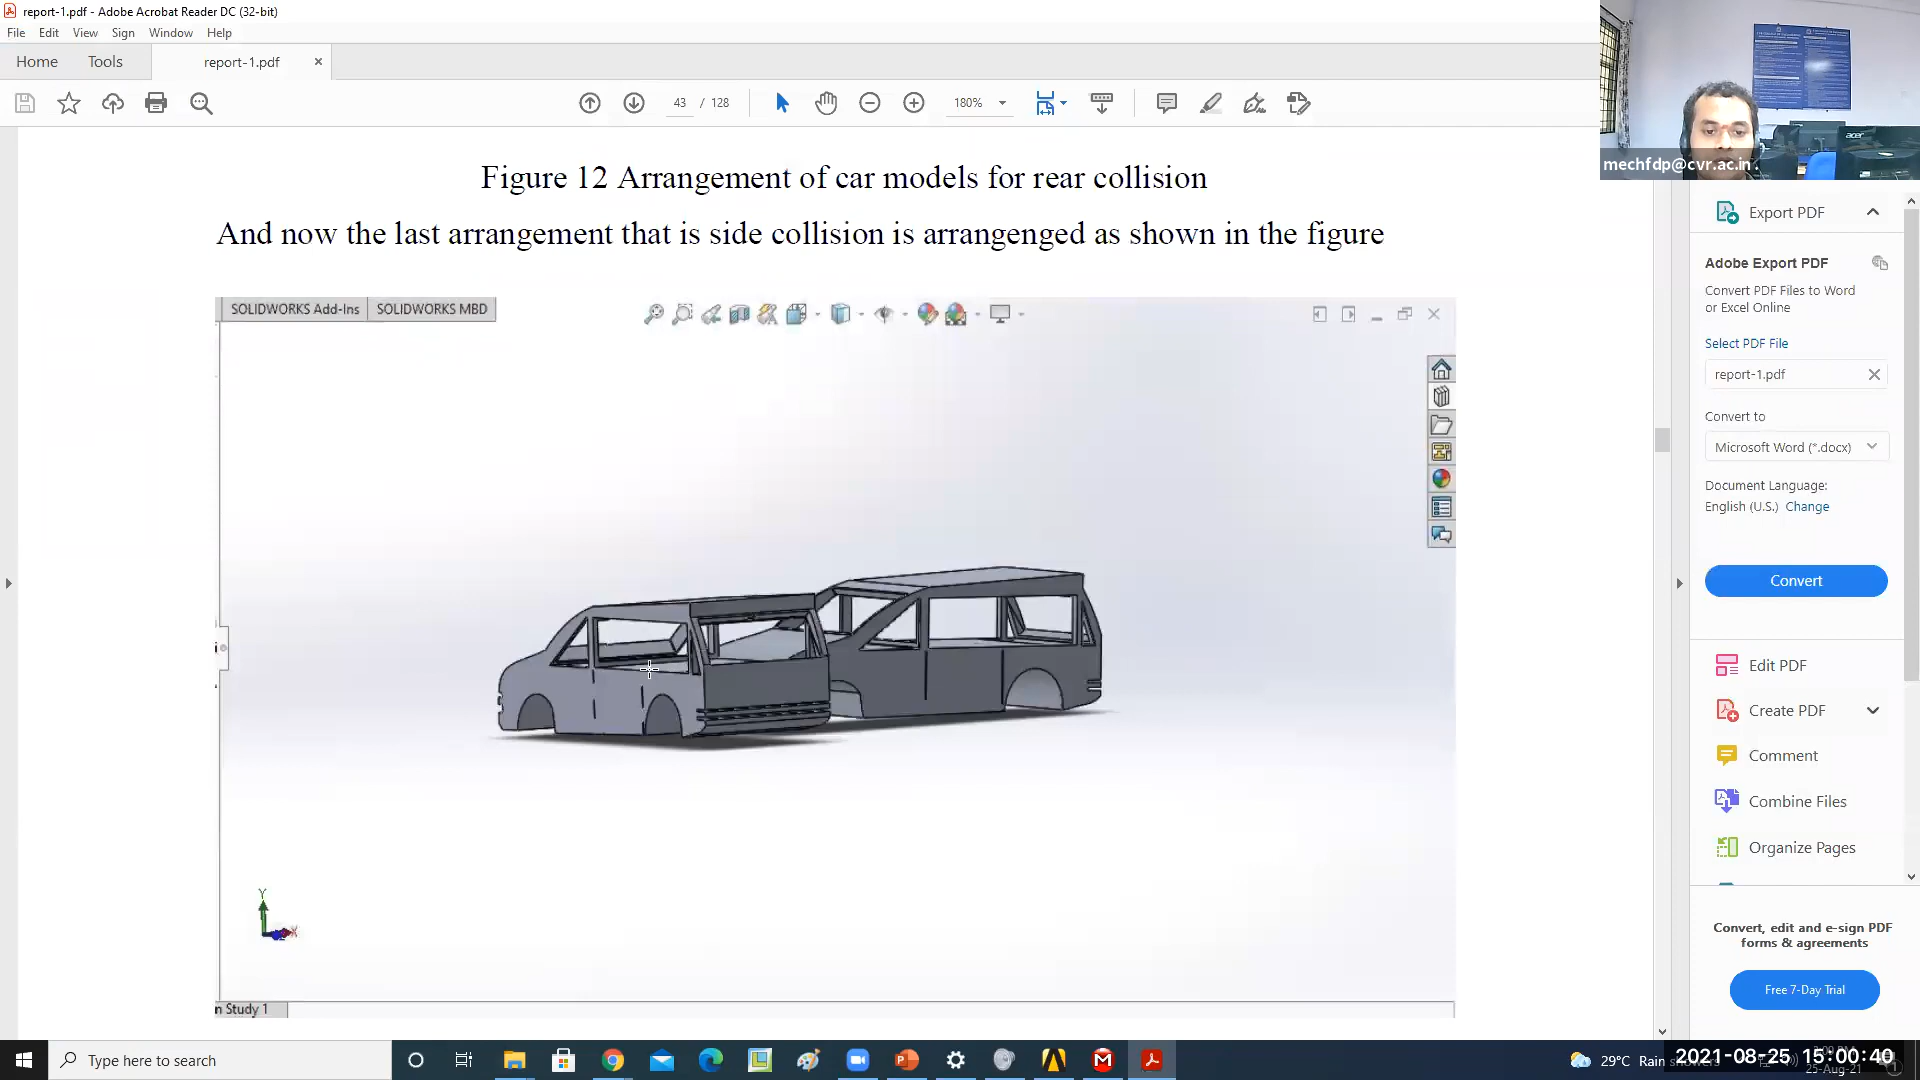 report-1.pdf - Adobe Acrobat Reader DC (32-bit)
File Edit View Sign Window Help
Home Tools report-1.pdf
43 / 128 180%
mechfdp@cvr.ac.in
acer
Figure 12 Arrangement of car models for rear collision
And now the last arrangement that is side collision is arrangenged as shown in the figure
SOLIDWORKS Add-Ins SOLIDWORKS MBD
Y
X
n Study 1
Export PDF
Adobe Export PDF
Convert PDF Files to Word
or Excel Online
Select PDF File
report-1.pdf
Convert to
Microsoft Word (*.docx)
Document Language:
English (U.S.) Change
Convert
Edit PDF
Create PDF
Comment
Combine Files
Organize Pages
Convert, edit and e-sign PDF
forms & agreements
Free 7-Day Trial
Type here to search
29°C Rain
2021-08-25 15:00:40
25-Aug-21